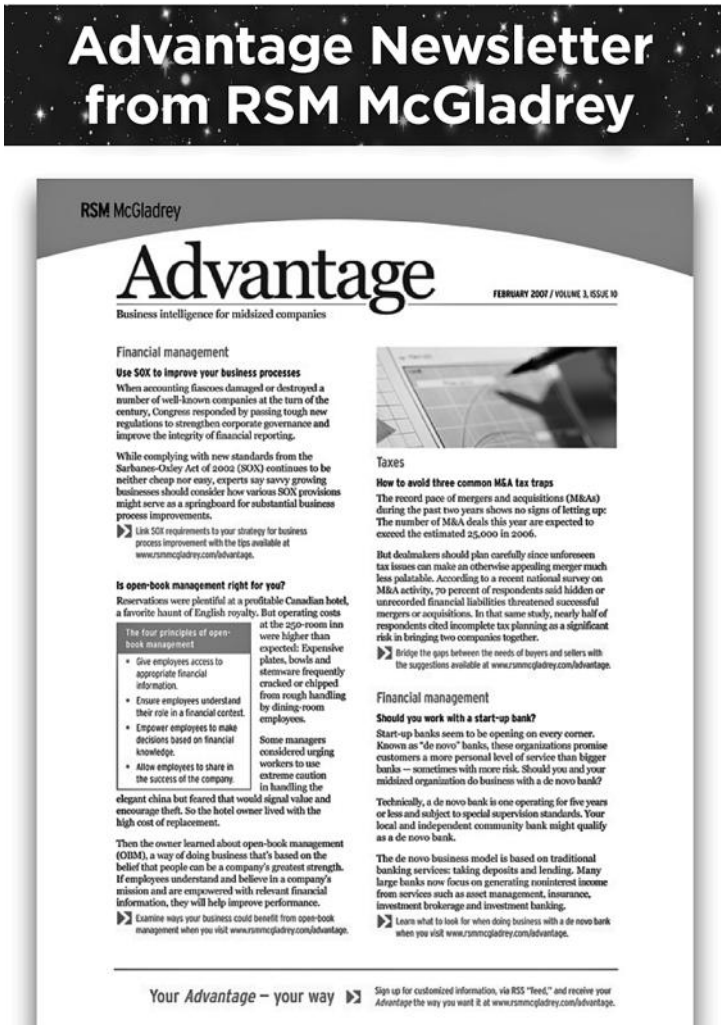 Advantage Newsletter
from RSM McGladrey
RSM McGladrey
Advantage
Business intelligence for midsized companies
FEBRUARY 2007 / VOLUME 3, ISSUE 10
Financial management
Use SOX to improve your business processes
When accounting fiascoes damaged or destroyed a
number of well-known companies at the turn of the
century, Congress responded by passing tough new
regulations to strengthen corporate governance and
improve the integrity of financial reporting.
While complying with new standards from the
Sarbanes-Oxley Act of 2002 (SOX) continues to be
neither cheap nor easy, experts say savvy growing
businesses should consider how various SOX provisions
might serve as a springboard for substantial business
process improvements.
Link SOX requirements to your strategy for business
process improvement with the tips available at
www.rsmmcgladrey.com/advantage.
Is open-book management right for you?
Reservations were plentiful at a profitable Canadian hotel,
a favorite haunt of English royalty. But operating costs
at the 250-room inn
were higher than
expected: Expensive
plates, bowls and
stemware frequently
cracked or chipped
from rough handling
by dining-room
employees.
Some managers
considered urging
workers to use
extreme caution
in handling the
The four principles of open-
book management
• Give employees access to
appropriate financial
information.
• Ensure employees understand
their role in a financial context.
• Empower employees to make
decisions based on financial
knowledge.
• Allow employees to share in
the success of the company.
elegant china but feared that would signal value and
encourage theft. So the hotel owner lived with the
high cost of replacement.
Then the owner learned about open-book management
(OBM), a way of doing business that's based on the
belief that people can be a company's greatest strength.
If employees understand and believe in a company's
mission and are empowered with relevant financial
information, they will help improve performance.
Examine ways your business could benefit from open-book
management when you visit www.rsmmcgladrey.com/advantage.
Taxes
How to avoid three common M&A tax traps
The record pace of mergers and acquisitions (M&As)
during the past two years shows no signs of letting up:
The number of M&A deals this year are expected to
exceed the estimated 25,000 in 2006.
But dealmakers should plan carefully since unforeseen
tax issues can make an otherwise appealing merger much
less palatable. According to a recent national survey on
M&A activity, 70 percent of respondents said hidden or
unrecorded financial liabilities threatened successful
mergers or acquisitions. In that same study, nearly half of
respondents cited incomplete tax planning as a significant
risk in bringing two companies together.
Bridge the gaps between the needs of buyers and sellers with
the suggestions available at www.rsmmcgladrey.com/advantage.
Financial management
Should you work with a start-up bank?
Start-up banks seem to be opening on every corner.
Known as "de novo" banks, these organizations promise
customers a more personal level of service than bigger
banks — sometimes with more risk. Should you and your
midsized organization do business with a de novo bank?
Technically, a de novo bank is one operating for five years
or less and subject to special supervision standards. Your
local and independent community bank might qualify
as a de novo bank.
The de novo business model is based on traditional
banking services: taking deposits and lending. Many
large banks now focus on generating noninterest income
from services such as asset management, insurance,
investment brokerage and investment banking.
Learn what to look for when doing business with a de novo bank
when you visit www.rsmmcgladrey.com/advantage.
Your Advantage – your way
Sign up for customized information, via RSS "feed," and receive your
Advantage the way you want it at www.rsmmcgladrey.com/advantage.